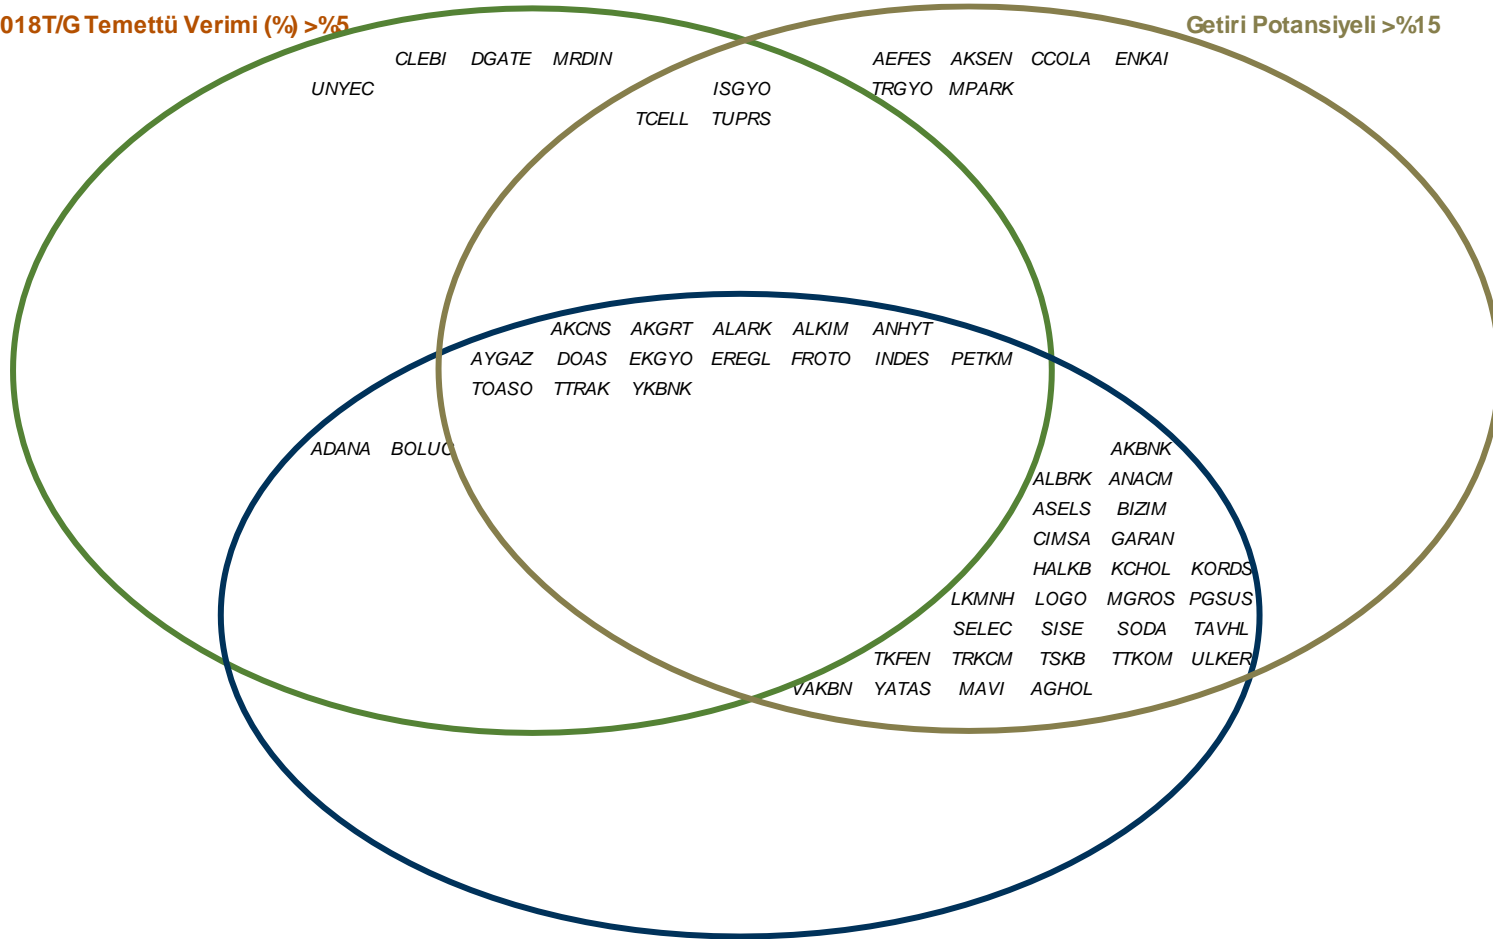 018T/G Temettü Verimi (%) >%5
Getiri Potansiyeli >%15
CLEBI DGATE MRDIN
AEFES AKSEN CCOLA ENKAI
UNYEC
ISGYO
TRGYO MPARK
TCELL TUPRS
AKCNS AKGRT ALARK ALKIM ANHYT
AYGAZ DOAS EKGYO EREGL FROTO INDES PETKM
TOASO TTRAK YKBNK
ADANA BOLUC
AKBNK
ALBRK ANACM
ASELS BIZIM
CIMSA GARAN
HALKB KCHOL KORDS
LKMNH LOGO MGROS PGSUS
SELEC SISE SODA TAVHL
TKFEN TRKCM TSKB TTKOM ULKER
VAKBN YATAS MAVI AGHOL